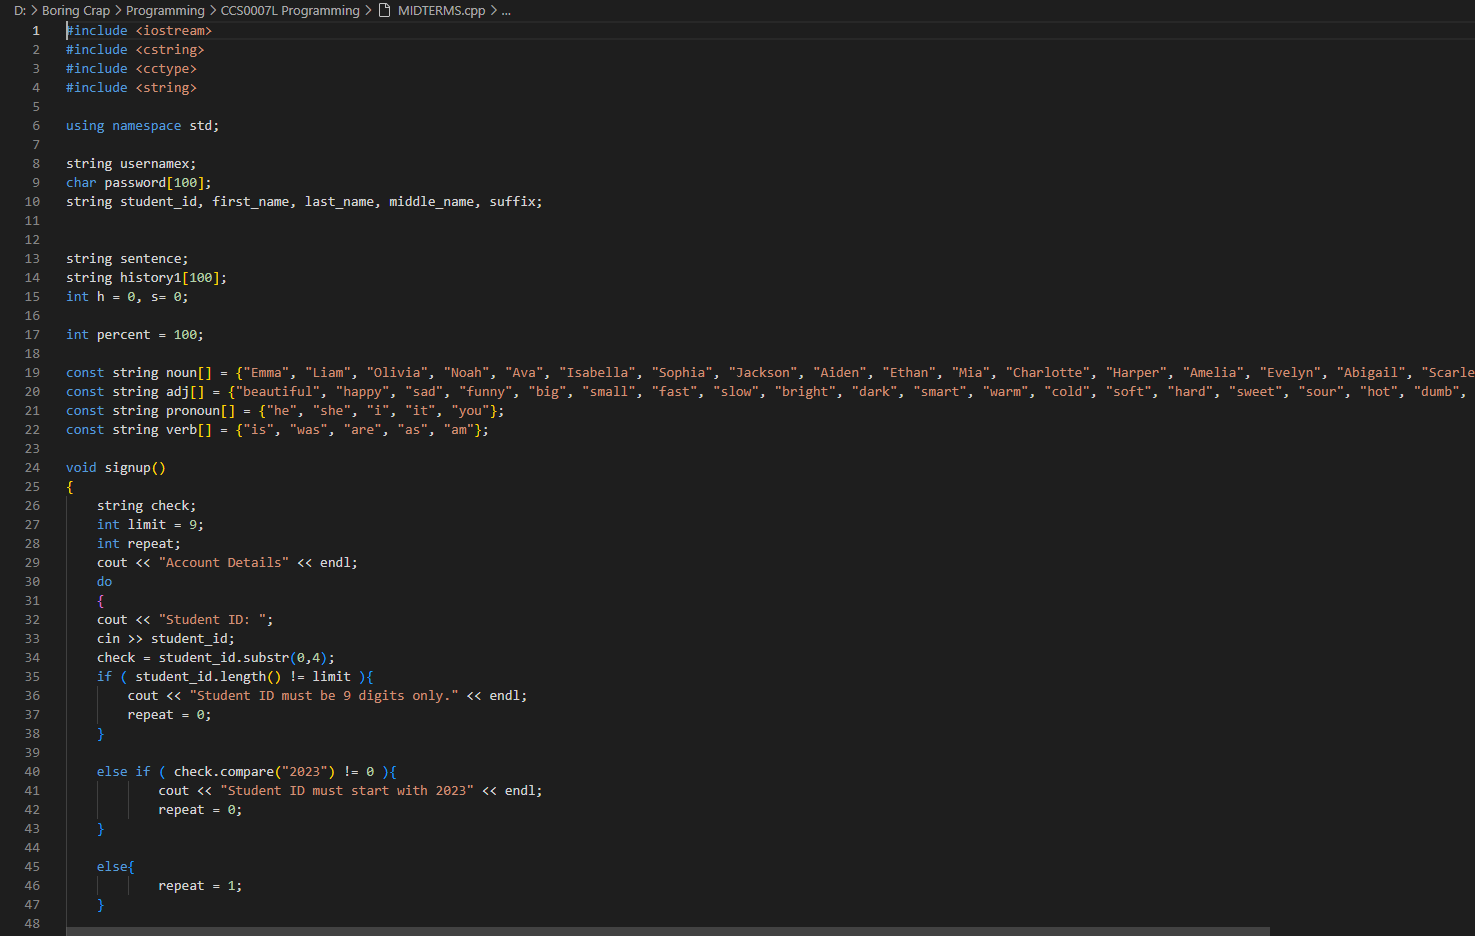 D: > Boring Crap > Programming > CCS0007L Programming > MIDTERMS.cpp > ...
1 #include <iostream>
2 #include <cstring>
3 #include <cctype>
4 #include <string>
5
6 using namespace std;
7
8 string usernamex;
9 char password[100];
10 string student_id, first_name, last_name, middle_name, suffix;
11
12
13 string sentence;
14 string history1[100];
15 int h = 0, s= 0;
16
17 int percent = 100;
18
19 const string noun[] = {"Emma", "Liam", "Olivia", "Noah", "Ava", "Isabella", "Sophia", "Jackson", "Aiden", "Ethan", "Mia", "Charlotte", "Harper", "Amelia", "Evelyn", "Abigail", "Scarle
20 const string adj[] = {"beautiful", "happy", "sad", "funny", "big", "small", "fast", "slow", "bright", "dark", "smart", "warm", "cold", "soft", "hard", "sweet", "sour", "hot", "dumb",
21 const string pronoun[] = {"he", "she", "i", "it", "you"};
22 const string verb[] = {"is", "was", "are", "as", "am"};
23
24 void signup()
25 {
26 string check;
27 int limit = 9;
28 int repeat;
29 cout << "Account Details" << endl;
30 do
31 {
32 cout << "Student ID: ";
33 cin >> student_id;
34 check = student_id.substr(0,4);
35 if ( student_id.length() != limit ){
36 cout << "Student ID must be 9 digits only." << endl;
37 repeat = 0;
38 }
39
40 else if ( check.compare("2023") != 0 ){
41 cout << "Student ID must start with 2023" << endl;
42 repeat = 0;
43 }
44
45 else{
46 repeat = 1;
47 }
48